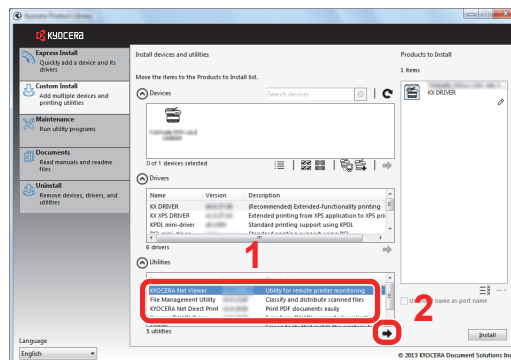 KYOCERA
Express Install
Quickly add a device and its
drivers
Custom Install
Add multiple devices and
printing utilities
Maintenance
Run utility programs
Documents
Read manuals and readme
files
Uninstall
Remove devices, drivers, and
utilities
Language
English
Install devices and utilities
Move the items to the Products to Install list.
Devices
Search devices
0 of 1 devices selected
Drivers
Name Version Description
KX DRIVER (Recommended) Extended-functionality printing
KX XPS DRIVER Extended printing from XPS application to XPS pri
KPDL mini-driver Standard printing support using KPDL
6 drivers
1
Utilities
KYOCERA Net Viewer Utility for remote printer monitoring
File Management Utility Classify and distribute scanned files
KYOCERA Net Direct Print Print PDF documents easily
5 utilities
2
Products to Install
1 items
KX DRIVER
name as port name
Install
© 2013 KYOCERA Document Solutions Inc.